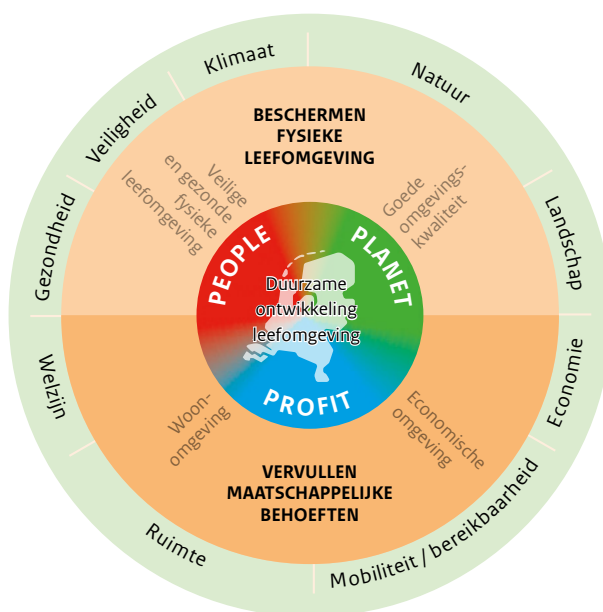 Klimaat
Natuur
Veiligheid
Landschap
Gezondheid
Economie
Welzijn
Mobiliteit / bereikbaarheid
Ruimte
BESCHERMEN
FYSIEKE
LEEFOMGEVING
Veilige
en gezonde
fysieke
leefomgeving
Goede
omgevings-
kwaliteit
PEOPLE
PLANET
Duurzame
ontwikkeling
leefomgeving
PROFIT
Woon-
omgeving
Economische
omgeving
VERVULLEN
MAATSCHAPPELIJKE
BEHOEFTEN